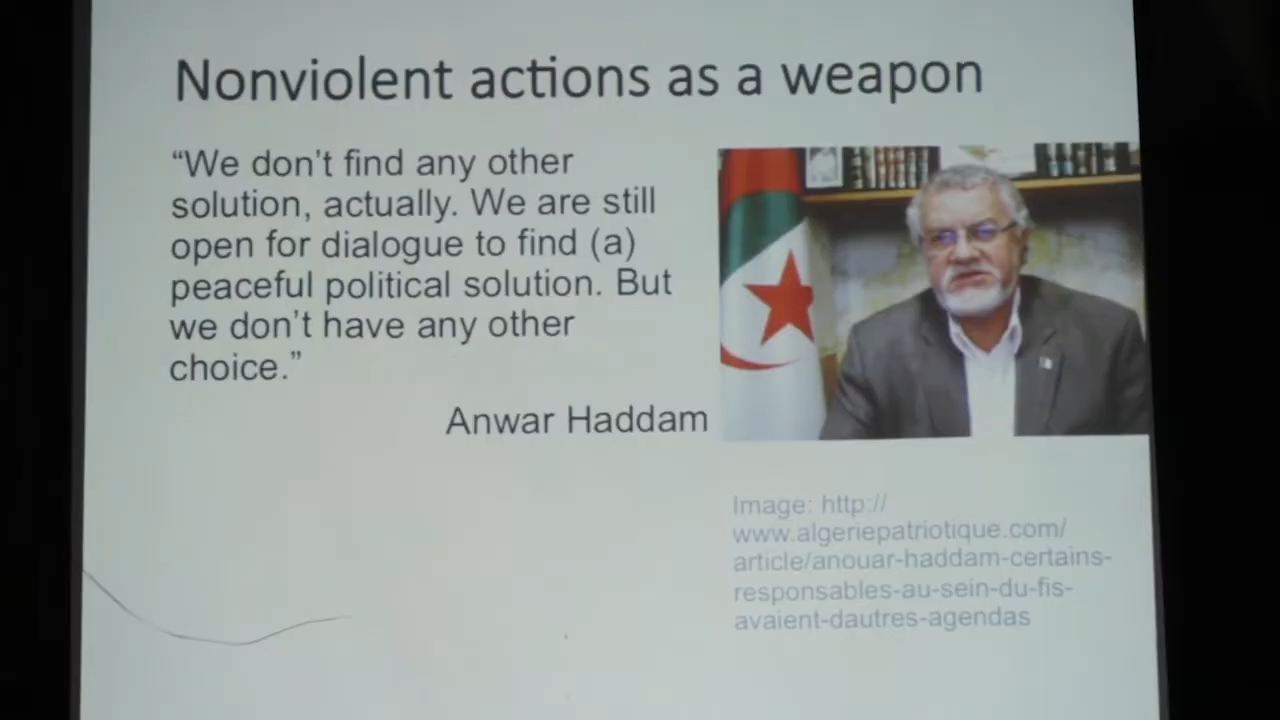 Nonviolent actions as a weapon
“We don’t find any other
solution, actually. We are still
open for dialogue to find (a)
peaceful political solution. But
we don’t have any other
choice.”
Anwar Haddam
Image: http://
www.algeriepatriotique.com/
article/anouar-haddam-certains-
responsables-au-sein-du-fis-
avaient-dautres-agendas